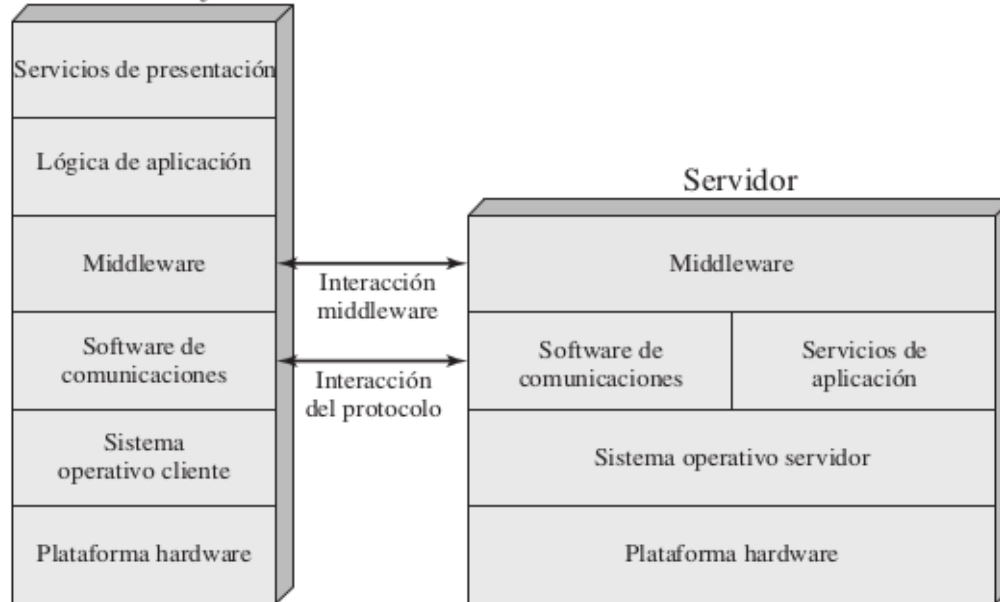 Servicios de presentación
Lógica de aplicación
Middleware
Software de
comunicaciones
Sistema
operativo cliente
Plataforma hardware
Interacción
middleware
Interacción
del protocolo
Servidor
Middleware
Software de
comunicaciones
Servicios de
aplicación
Sistema operativo servidor
Plataforma hardware